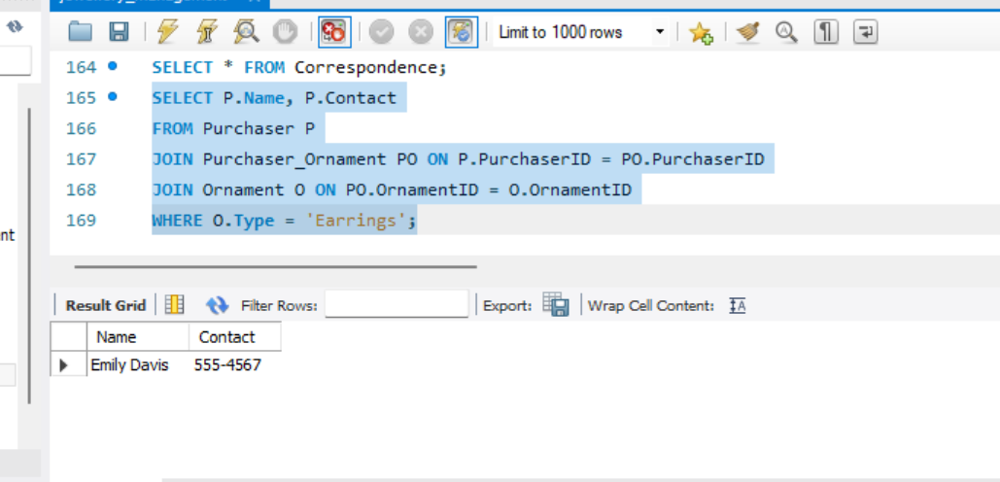 Limit to 1000 rows
164 SELECT * FROM Correspondence;
165 SELECT P.Name, P.Contact
166 FROM Purchaser P
167 JOIN Purchaser_Ornament PO ON P.PurchaserID = PO.PurchaserID
168 JOIN Ornament O ON PO.OrnamentID = O.OrnamentID
169 WHERE O.Type = 'Earrings';
nt
Result Grid Filter Rows: Export: Wrap Cell Content: IA
Name Contact
Emily Davis 555-4567